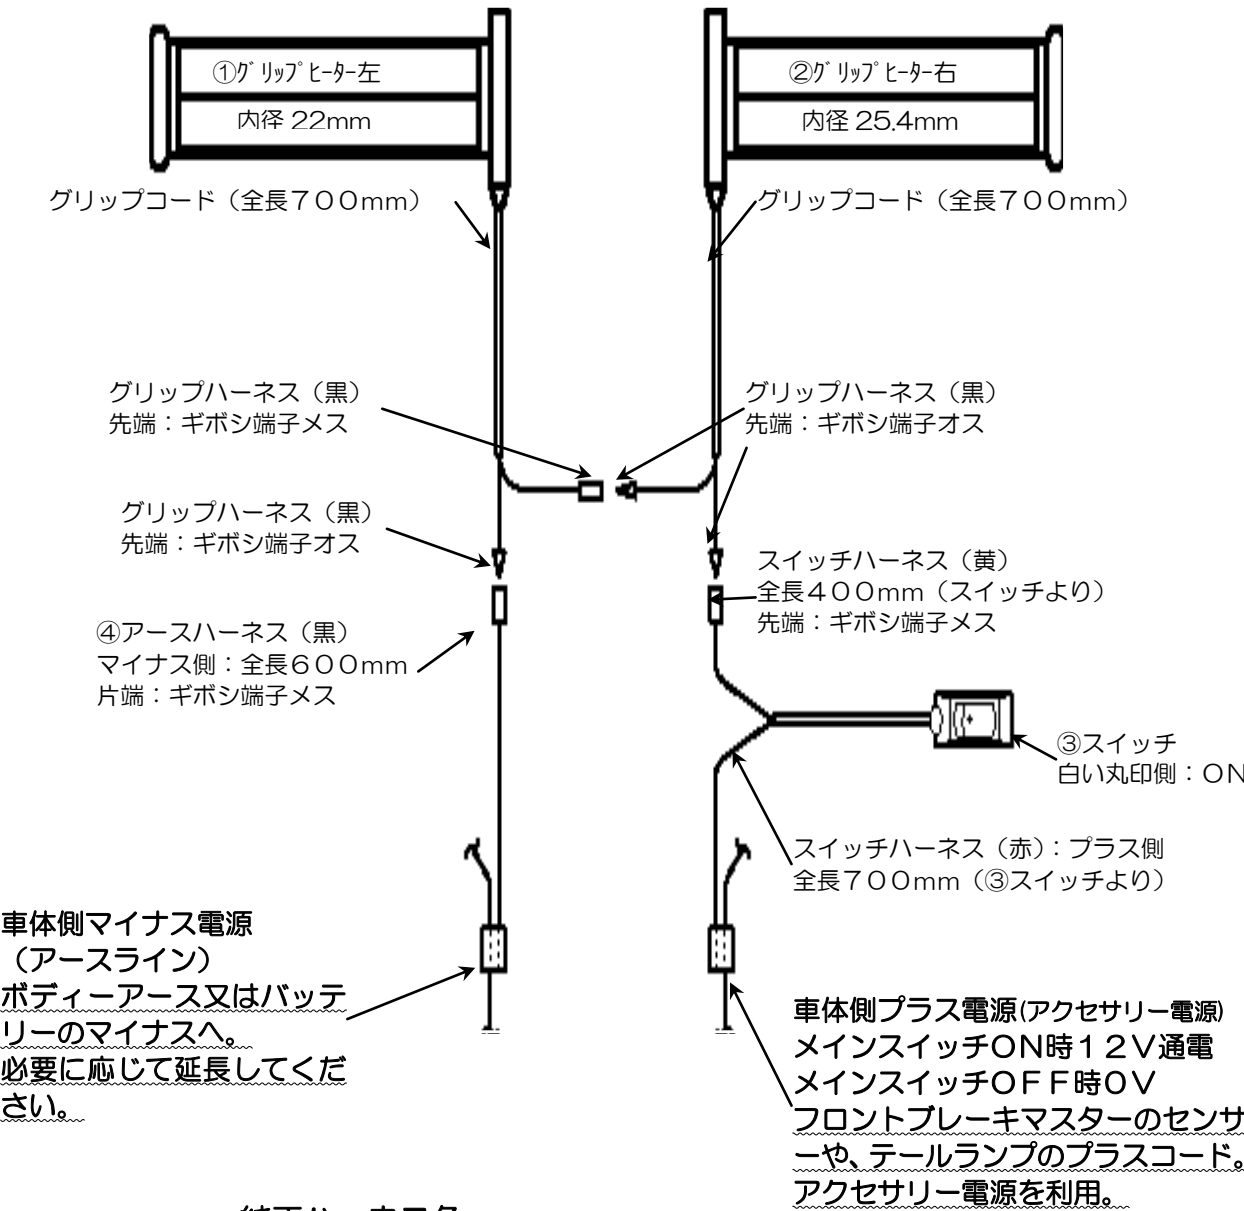 ①ｸﾞﾘｯﾌﾟﾋｰﾀｰ左
内径 22mm
②ｸﾞﾘｯﾌﾟﾋｰﾀｰ右
内径 25.4mm
グリップコード（全長７００mm）
グリップコード（全長７００mm）
グリップハーネス（黒）
先端：ギボシ端子メス
グリップハーネス（黒）
先端：ギボシ端子オス
グリップハーネス（黒）
先端：ギボシ端子オス
スイッチハーネス（黄）
全長４００mm（スイッチより）
先端：ギボシ端子メス
④アースハーネス（黒）
マイナス側：全長６００mm
片端：ギボシ端子メス
③スイッチ
白い丸印側：ＯＮ
スイッチハーネス（赤）：プラス側
全長７００mm（③スイッチより）
車体側マイナス電源
（アースライン）
ボディーアース又はバッテ
リーのマイナスへ。
必要に応じて延長してくだ
さい。
車体側プラス電源(アクセサリー電源)
メインスイッチＯＮ時１２Ｖ通電
メインスイッチＯＦＦ時０Ｖ
フロントブレーキマスターのセンサ
ーや、テールランプのプラスコード。
アクセサリー電源を利用。